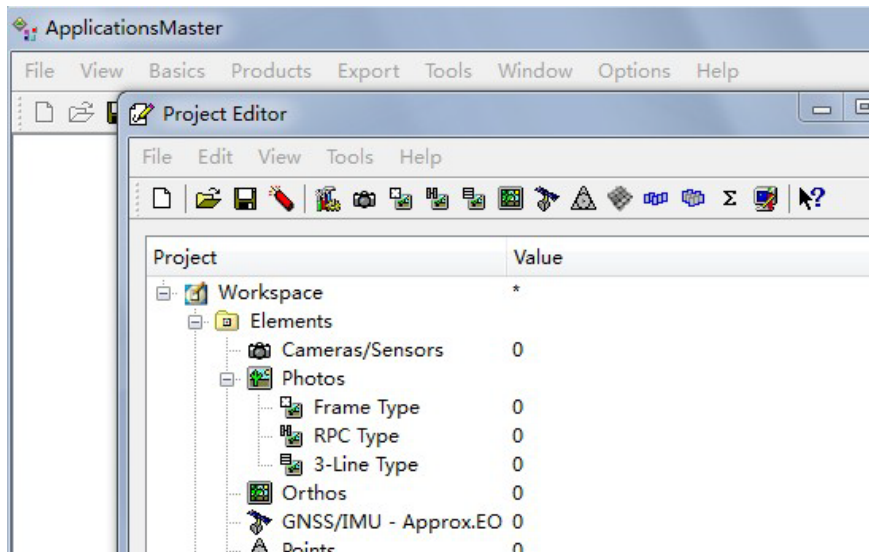 ApplicationsMaster
File View Basics Products Export Tools Window Options Help
Project Editor
File Edit View Tools Help
Σ ?
Project Value
Workspace *
Elements
Cameras/Sensors 0
Photos
Frame Type 0
RPC Type 0
3-Line Type 0
Orthos 0
GNSS/IMU - Approx.EO 0
Points 0